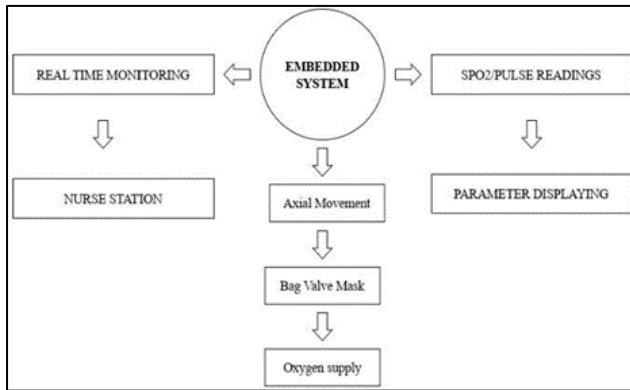 EMBEDDED
SYSTEM
REAL TIME MONITORING
SPO2/PULSE READINGS
NURSE STATION
Axial Movement
PARAMETER DISPLAYING
Bag Valve Mask
Oxygen supply